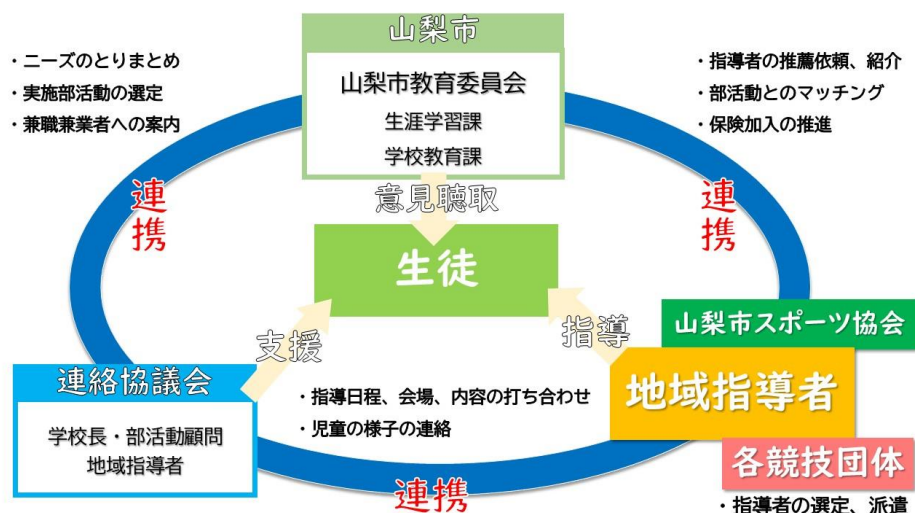 山梨市
山梨市教育委員会
生涯学習課
学校教育課
・ニーズのとりまとめ
・実施部活動の選定
・兼職兼業者への案内
・指導者の推薦依頼、紹介
・部活動とのマッチング
・保険加入の推進
連携
連携
意見聴取
生徒
支援
指導
山梨市スポーツ協会
地域指導者
各競技団体
・指導者の選定、派遣
連絡協議会
学校長・部活動顧問
地域指導者
・指導日程、会場、内容の打ち合わせ
・児童の様子の連絡
連携